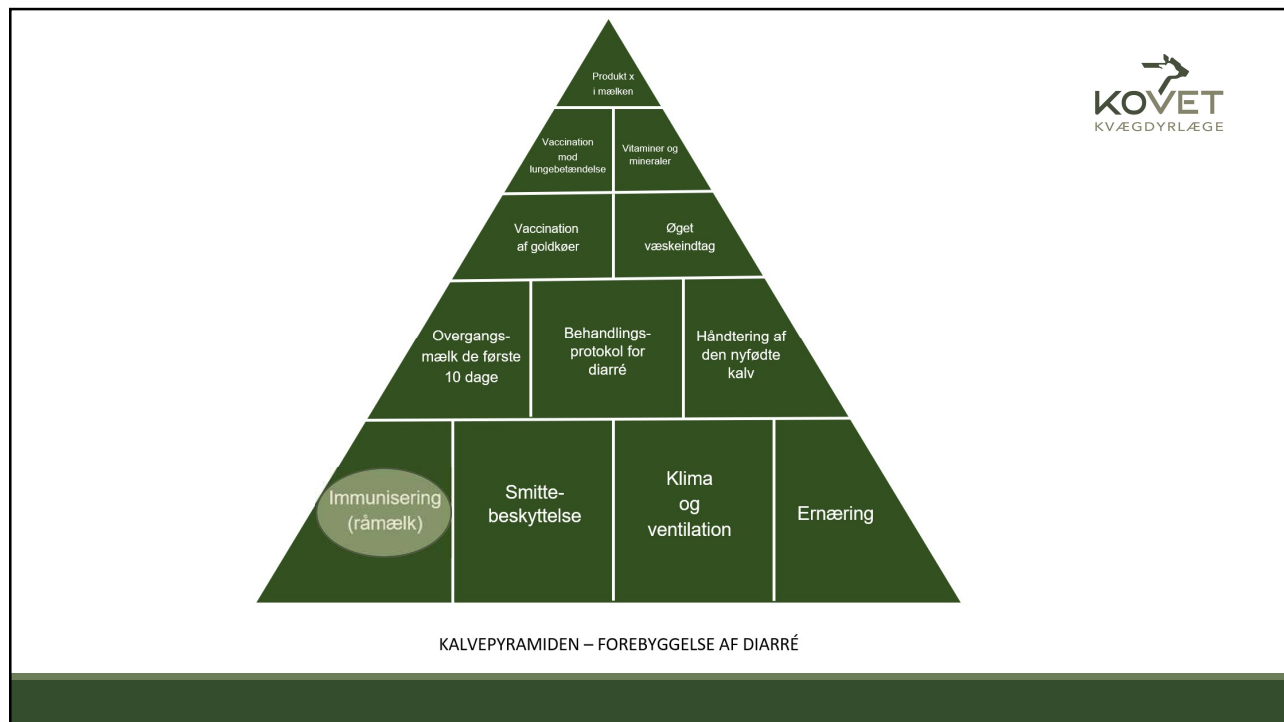 Produkt x
i mælken
KOVET
KVÆGDYRLÆGE
Vaccination
mod
lungebetændelse
Vitaminer og
mineraler
Vaccination
af goldkøer
Øget
væskeindtag
Overgangs-
mælk de første
10 dage
Behandlings-
protokol for
diarré
Håndtering af
den nyfødte
kalv
Immunisering
(råmælk)
Smitte-
beskyttelse
Klima
og
ventilation
Ernæring
KALVEPYRAMIDEN – FOREBYGGELSE AF DIARRÉ